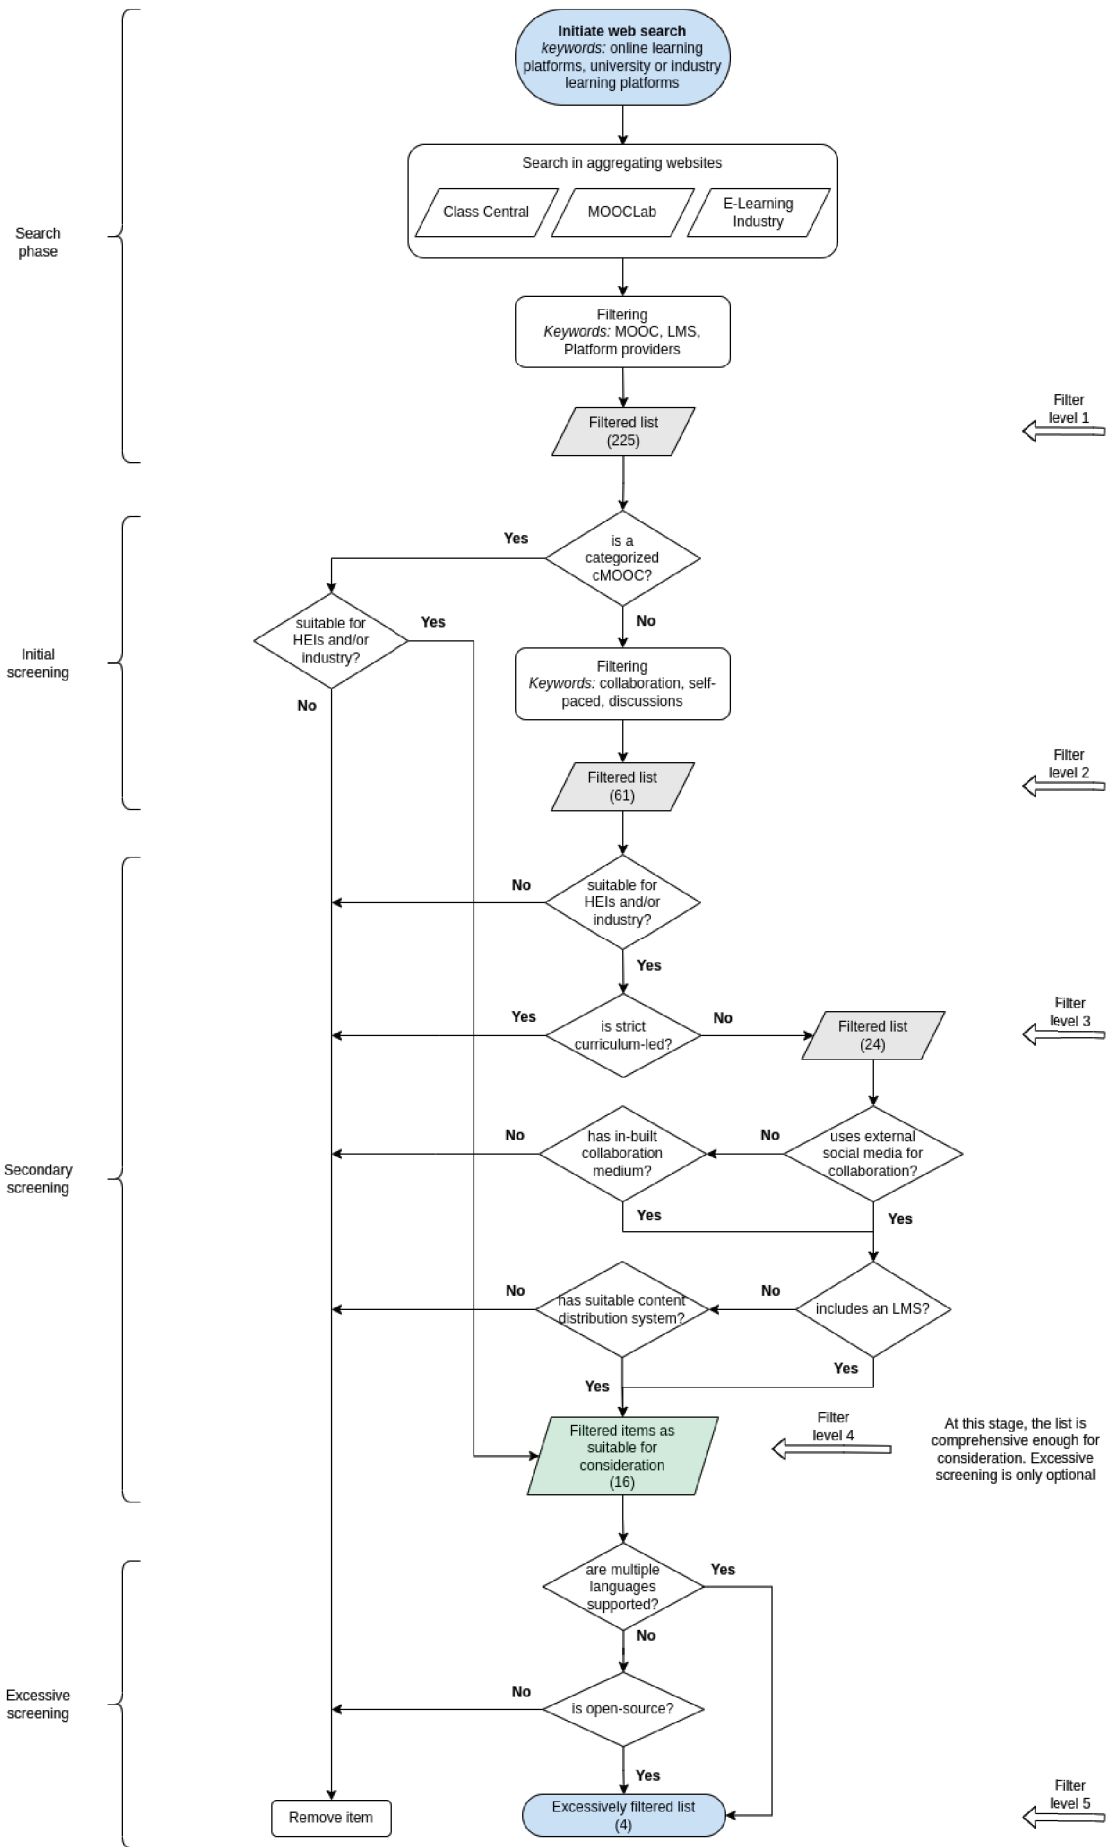 Initiate web search
keywords: online learning
platforms, university or industry
learning platforms
Search in aggregating websites
Class Central
MOOCLab
E-Learning
Industry
Search
phase
Filtering
Keywords: MOOC, LMS,
Platform providers
Filter
level 1
Filtered list
(225)
Yes
is a
categorized
cMOOC?
No
suitable for
HEIs and/or
industry?
Yes
No
Initial
screening
Filtering
Keywords: collaboration, self-
paced, discussions
Filter
level 2
Filtered list
(61)
No
suitable for
HEIs and/or
industry?
Yes
Yes
is strict
curriculum-led?
No
Filtered list
(24)
Filter
level 3
No
has in-built
collaboration
medium?
No
uses external
social media for
collaboration?
Yes
Yes
Secondary
screening
No
has suitable content
distribution system?
No
includes an LMS?
Yes
Yes
Filtered items as
suitable for
consideration
(16)
Filter
level 4
At this stage, the list is
comprehensive enough for
consideration. Excessive
screening is only optional
are multiple
languages
supported?
Yes
No
Excessive
screening
No
is open-source?
Yes
Remove item
Excessively filtered list
(4)
Filter
level 5